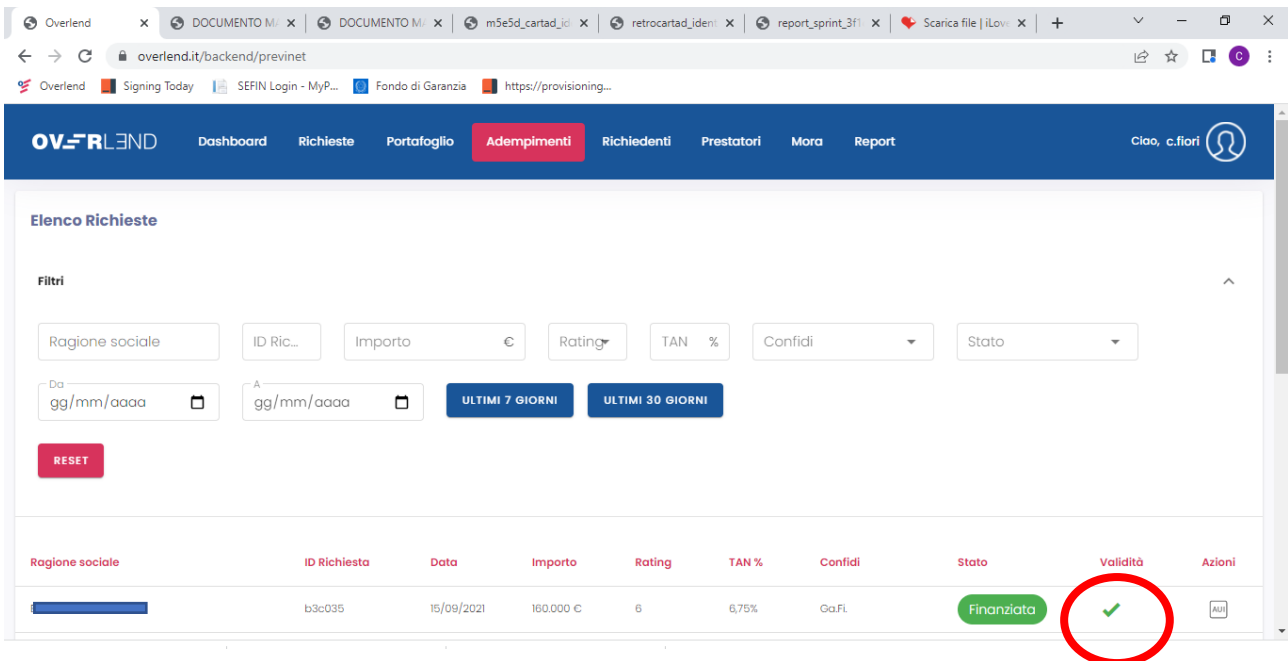 Overlend DOCUMENTO MA DOCUMENTO MA m5e5d_cartad_id retrocartad_ident report_sprint_3f1 Scarica file | iLove
overlend.it/backend/previnet C
Overlend Signing Today SEFIN Login - MyP... Fondo di Garanzia https://provisioning...
OVERLEND Dashboard Richieste Portafoglio Adempimenti Richiedenti Prestatori Mora Report Ciao, c.fiori
Elenco Richieste
Filtri
Ragione sociale ID Ric... Importo € Rating TAN % Confidi Stato
Da A
gg/mm/aaaa gg/mm/aaaa ULTIMI 7 GIORNI ULTIMI 30 GIORNI
RESET
Ragione sociale ID Richiesta Data Importo Rating TAN % Confidi Stato Validità Azioni
b3c035 15/09/2021 160.000 € 6 6,75% Ga.Fi. Finanziata AUI